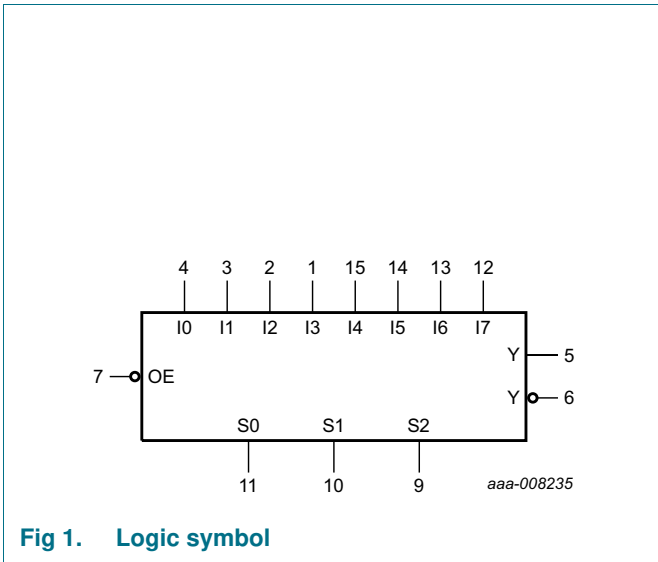 4 3 2 1 15 14 13 12
I0 I1 I2 I3 I4 I5 I6 I7
Y 5
7 OE
Y 6
S0 S1 S2
11 10 9 aaa-008235
Fig 1. Logic symbol